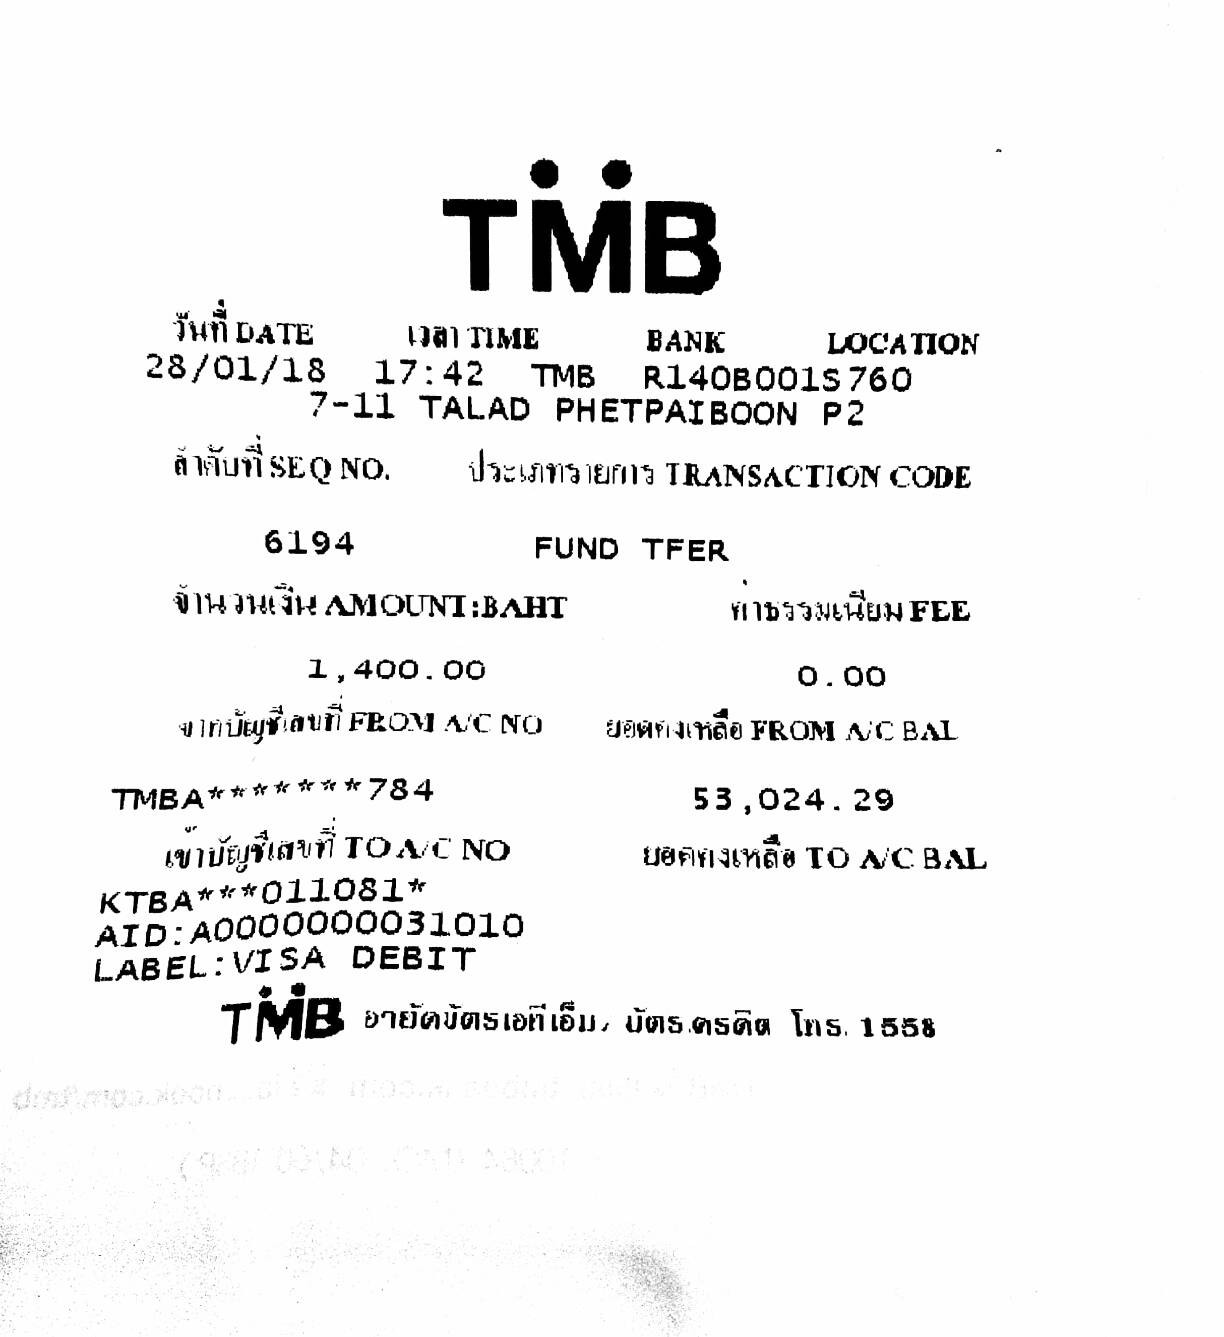 TMB
วันที่ DATE เวลา TIME BANK LOCATION
28/01/18 17:42 TMB R140B001S760
7-11 TALAD PHETPAIBOON P2
ลำดับที่ SEQ NO. ประเภทรายการ TRANSACTION CODE
6194 FUND TFER
จำนวนเงิน AMOUNT:BAHT ค่าธรรมเนียม FEE
1,400.00 0.00
จากบัญชีเลขที่ FROM A/C NO ยอดคงเหลือ FROM A/C BAL
TMBA*******784 53,024.29
เข้าบัญชีเลขที่ TO A/C NO ยอดคงเหลือ TO A/C BAL
KTBA***011081*
AID:A0000000031010
LABEL:VISA DEBIT
TMB อายัดบัตรเอทีเอ็ม, บัตรเครดิต โทร. 1558